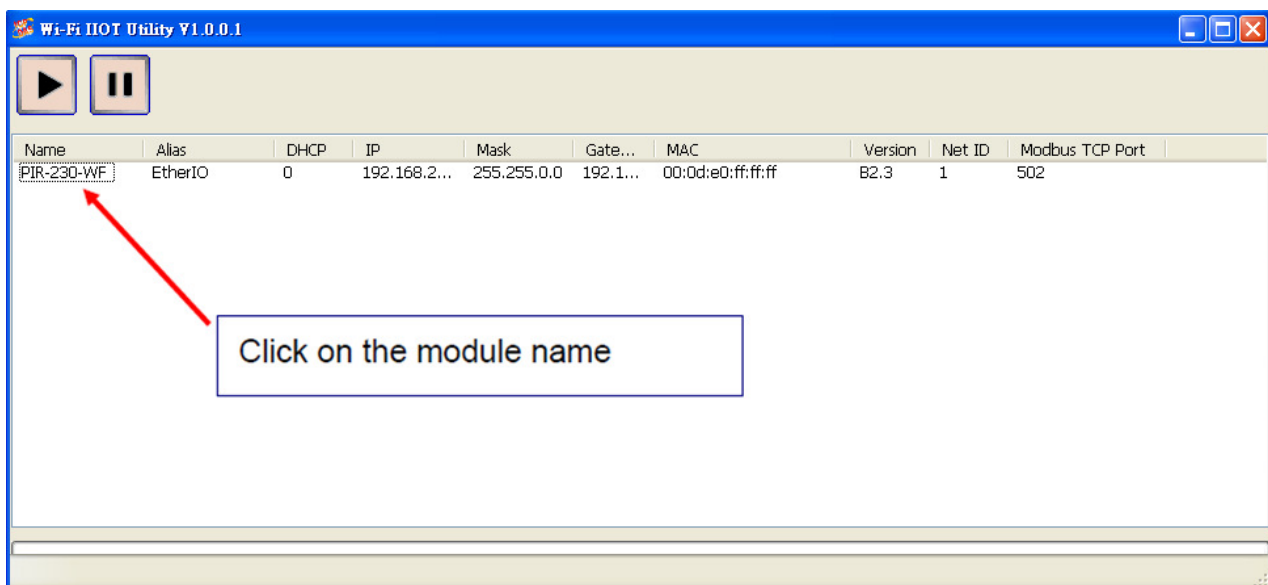 Wi-Fi IIOT Utility V1.0.0.1
Name Alias DHCP IP Mask Gate... MAC Version Net ID Modbus TCP Port
PIR-230-WF EtherIO 0 192.168.2... 255.255.0.0 192.1... 00:0d:e0:ff:ff:ff B2.3 1 502
Click on the module name